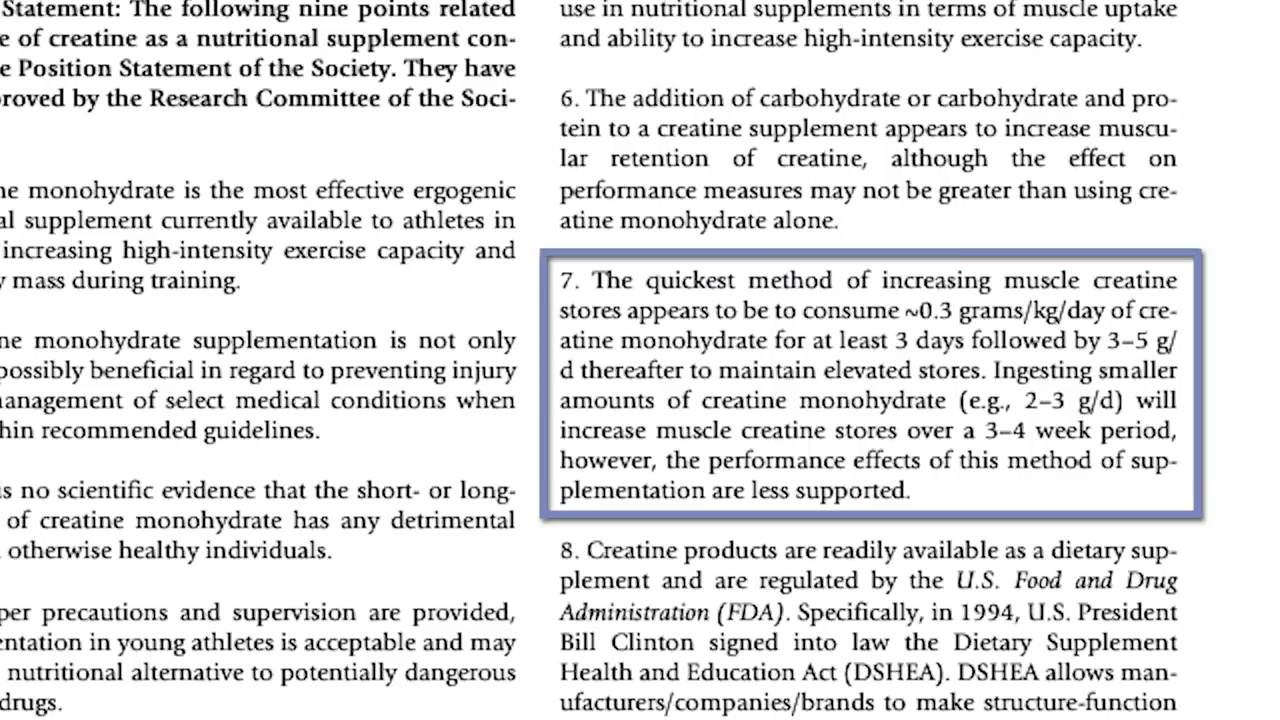 Statement: The following nine points related
e of creatine as a nutritional supplement con-
e Position Statement of the Society. They have
proved by the Research Committee of the Soci-
ne monohydrate is the most effective ergogenic
al supplement currently available to athletes in
increasing high-intensity exercise capacity and
y mass during training.
ne monohydrate supplementation is not only
possibly beneficial in regard to preventing injury
anagement of select medical conditions when
hin recommended guidelines.
is no scientific evidence that the short- or long-
of creatine monohydrate has any detrimental
otherwise healthy individuals.
per precautions and supervision are provided,
entation in young athletes is acceptable and may
nutritional alternative to potentially dangerous
drugs.
use in nutritional supplements in terms of muscle uptake
and ability to increase high-intensity exercise capacity.
6. The addition of carbohydrate or carbohydrate and pro-
tein to a creatine supplement appears to increase muscu-
lar retention of creatine, although the effect on
performance measures may not be greater than using cre-
atine monohydrate alone.
7. The quickest method of increasing muscle creatine
stores appears to be to consume ~0.3 grams/kg/day of cre-
atine monohydrate for at least 3 days followed by 3–5 g/
d thereafter to maintain elevated stores. Ingesting smaller
amounts of creatine monohydrate (e.g., 2–3 g/d) will
increase muscle creatine stores over a 3–4 week period,
however, the performance effects of this method of sup-
plementation are less supported.
8. Creatine products are readily available as a dietary sup-
plement and are regulated by the U.S. Food and Drug
Administration (FDA). Specifically, in 1994, U.S. President
Bill Clinton signed into law the Dietary Supplement
Health and Education Act (DSHEA). DSHEA allows man-
ufacturers/companies/brands to make structure-function